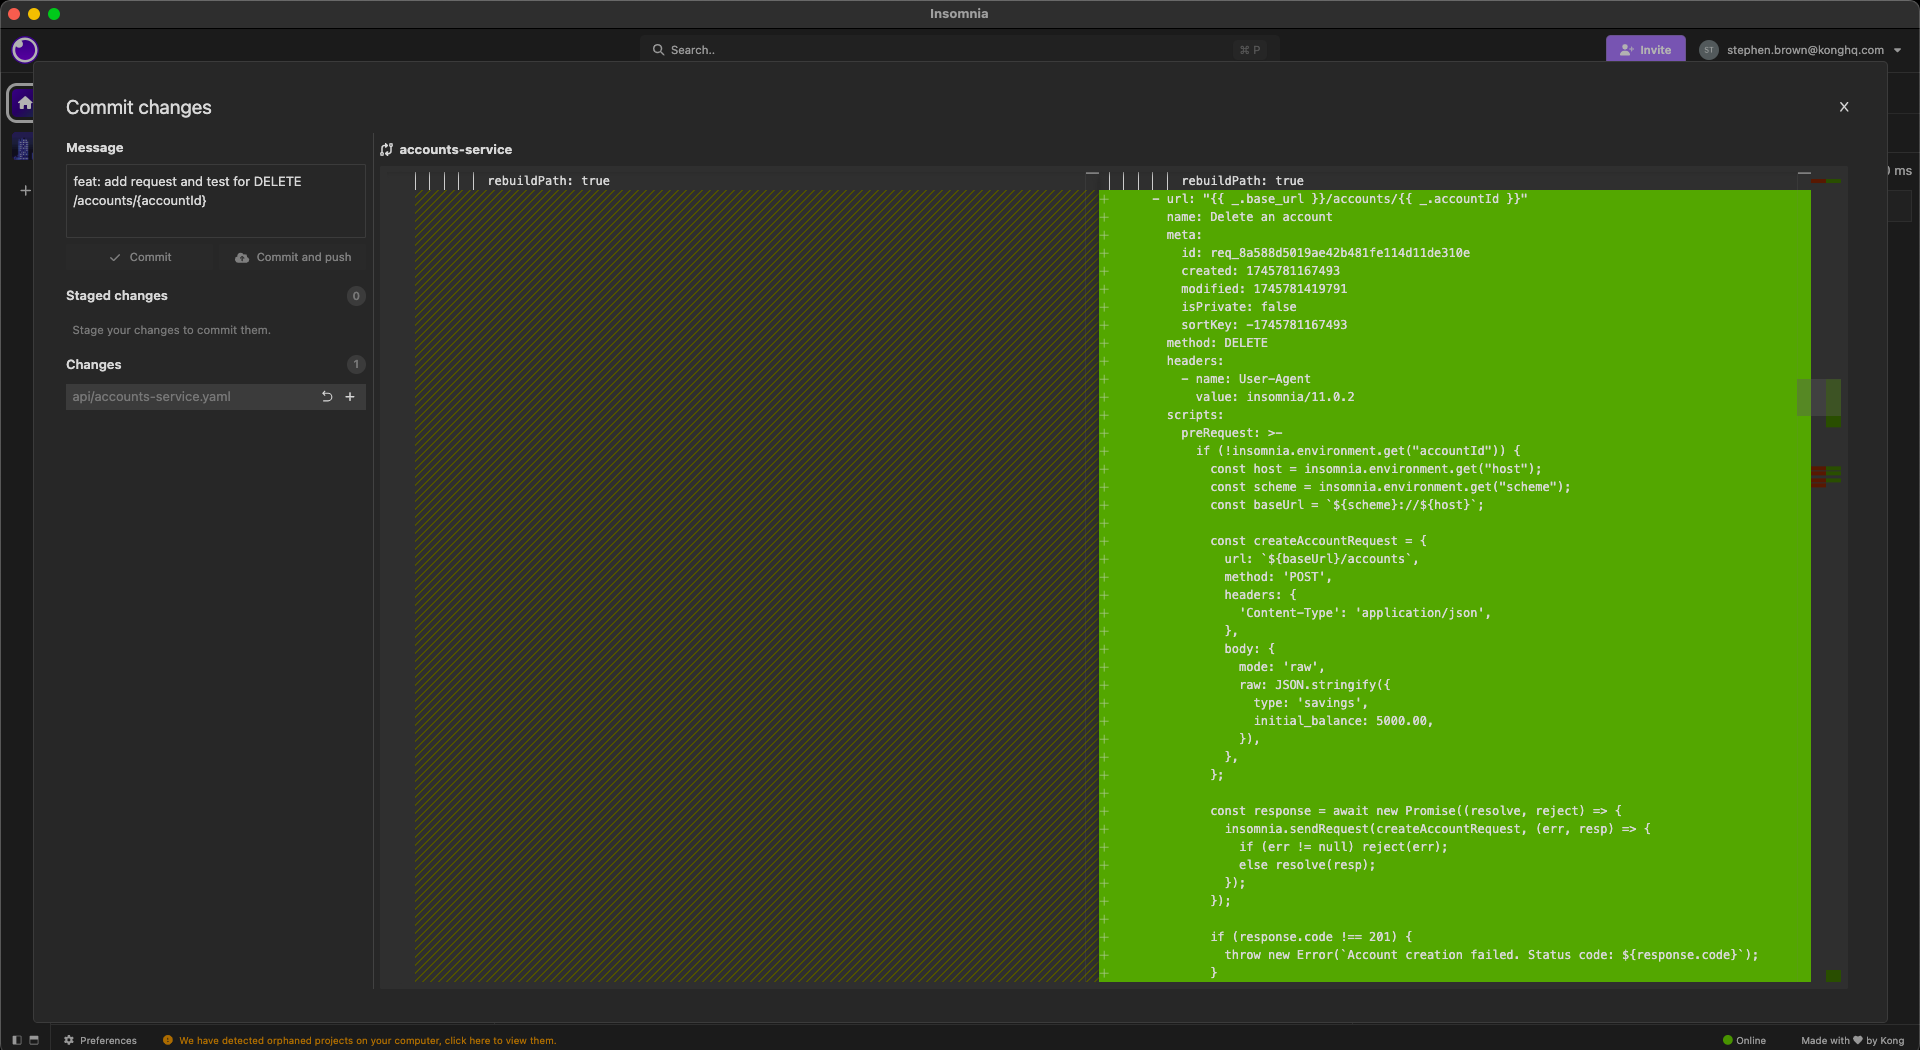 Insomnia
Search..
⌘ P
Invite
ST
stephen.brown@konghq.com
Commit changes
Message
feat: add request and test for DELETE
/accounts/{accountId}
Commit
Commit and push
Staged changes
0
Stage your changes to commit them.
Changes
1
api/accounts-service.yaml
accounts-service
rebuildPath: true
rebuildPath: true
- url: "{{ _.base_url }}/accounts/{{ _.accountId }}"
name: Delete an account
meta:
id: req_8a588d5019ae42b481fe114d11de310e
created: 1745781167493
modified: 1745781419791
isPrivate: false
sortKey: -1745781167493
method: DELETE
headers:
- name: User-Agent
value: insomnia/11.0.2
scripts:
preRequest: >-
if (!insomnia.environment.get("accountId")) {
const host = insomnia.environment.get("host");
const scheme = insomnia.environment.get("scheme");
const baseUrl = `${scheme}://${host}`;
const createAccountRequest = {
url: `${baseUrl}/accounts`,
method: 'POST',
headers: {
'Content-Type': 'application/json',
},
body: {
mode: 'raw',
raw: JSON.stringify({
type: 'savings',
initial_balance: 5000.00,
}),
},
};
const response = await new Promise((resolve, reject) => {
insomnia.sendRequest(createAccountRequest, (err, resp) => {
if (err != null) reject(err);
else resolve(resp);
});
});
if (response.code !== 201) {
throw new Error(`Account creation failed. Status code: ${response.code}`);
}
ms
Preferences
We have detected orphaned projects on your computer, click here to view them.
Online
Made with ♥ by Kong